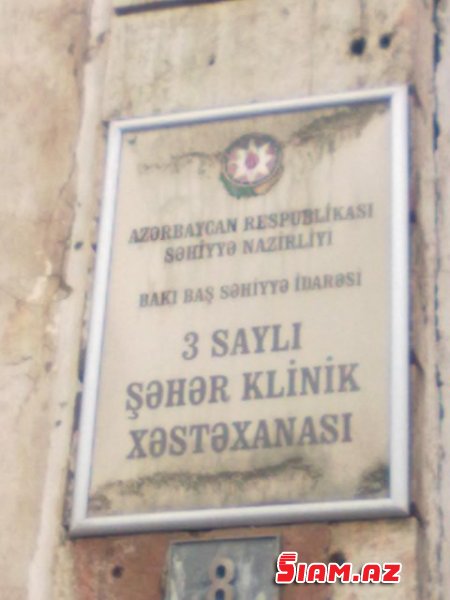 AZƏRBAYCAN RESPUBLİKASI
SƏHİYYƏ NAZİRLİYİ
BAKI BAŞ SƏHİYYƏ İDARƏSİ
3 SAYLI
ŞƏHƏR KLİNİK
XƏSTƏXANASI
8
SIAM.AZ